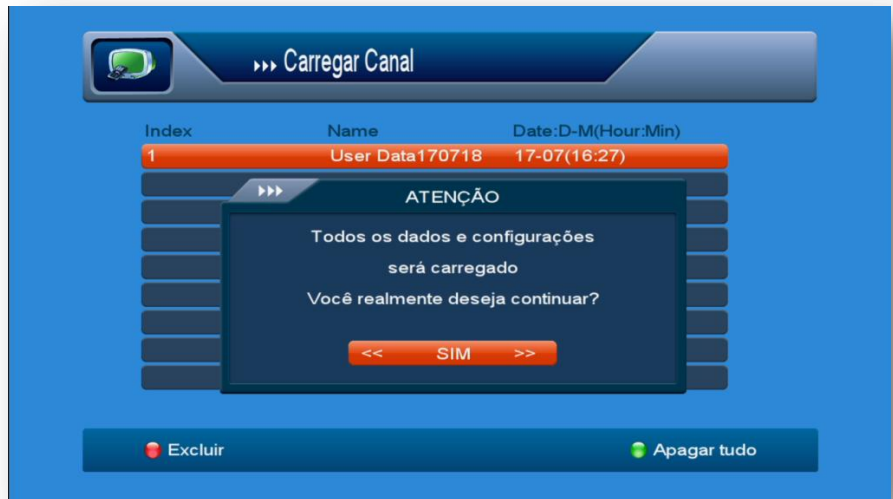 Carregar Canal
Index Name Date:D-M(Hour:Min)
1 User Data170718 17-07(16:27)
ATENÇÃO
Todos os dados e configurações
será carregado
Você realmente deseja continuar?
<< SIM >>
Excluir Apagar tudo